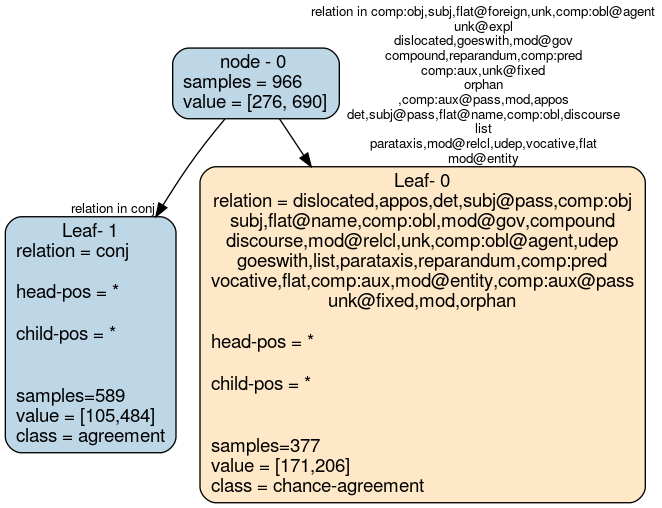 relation in comp:obj,subj,flat@foreign,unk,comp:obl@agent
unk@expl
dislocated,goeswith,mod@gov
compound,reparandum,comp:pred
comp:aux,unk@fixed
orphan
,comp:aux@pass,mod,appos
det,subj@pass,flat@name,comp:obl,discourse
list
parataxis,mod@relcl,udep,vocative,flat
mod@entity
node - 0
samples = 966
value = [276, 690]
relation in conj
Leaf- 1
relation = conj
head-pos = *
child-pos = *
samples=589
value = [105,484]
class = agreement
Leaf- 0
relation = dislocated,appos,det,subj@pass,comp:obj
subj,flat@name,comp:obl,mod@gov,compound
discourse,mod@relcl,unk,comp:obl@agent,udep
goeswith,list,parataxis,reparandum,comp:pred
vocative,flat,comp:aux,mod@entity,comp:aux@pass
unk@fixed,mod,orphan
head-pos = *
child-pos = *
samples=377
value = [171,206]
class = chance-agreement